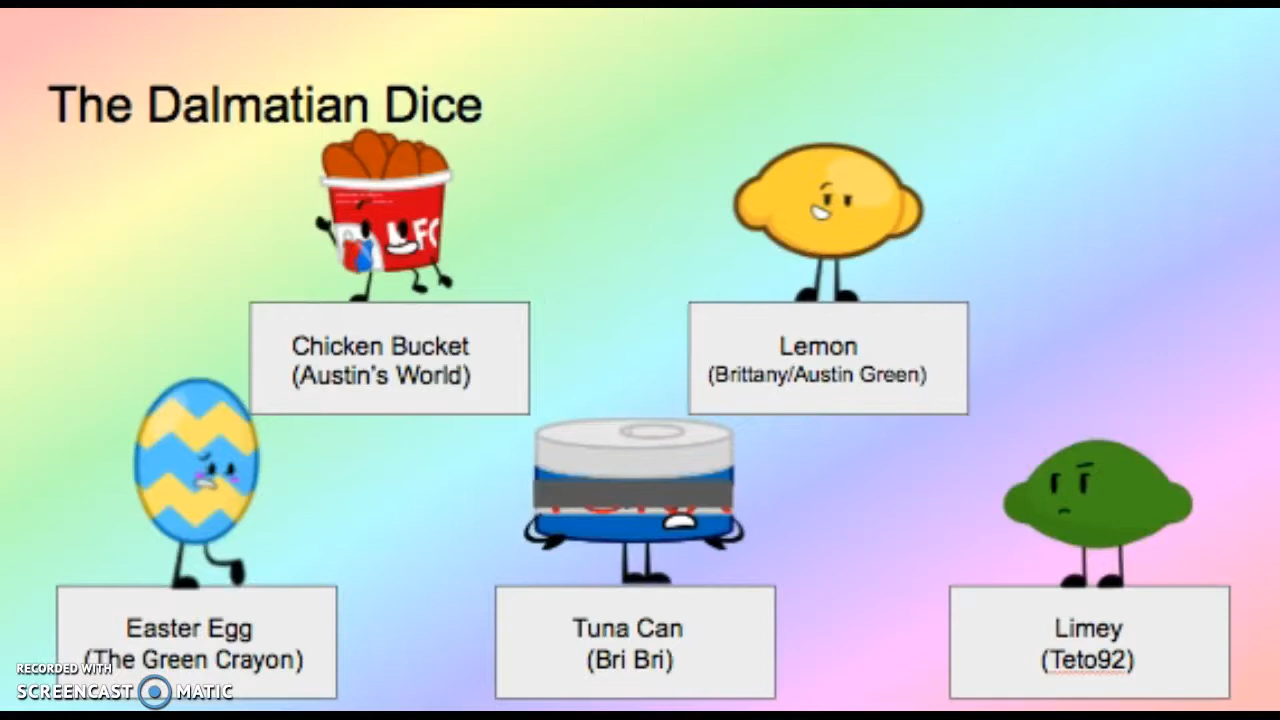 The Dalmatian Dice
FC
Chicken Bucket
(Austin's World)
Lemon
(Brittany/Austin Green)
Easter Egg
(The Green Crayon)
Tuna Can
(Bri Bri)
Limey
(Teto92)
RECORDED WITH
SCREENCAST MATIC